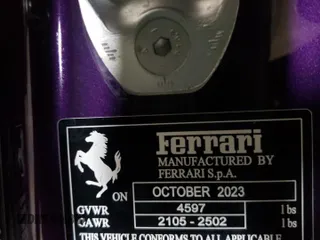 Ferrari
MANUFACTURED BY
FERRARI S.p.A.
ON OCTOBER 2023
GVWR 4597 lbs
GAWR 2105 - 2502 lbs
THIS VEHICLE CONFORMS TO ALL APPLICABLE